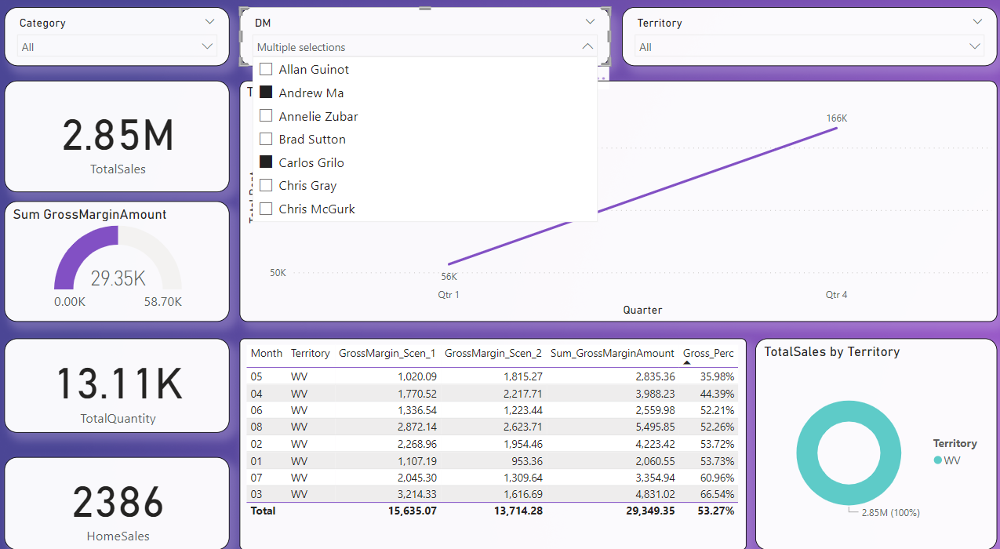 Category
All
DM
Multiple selections
Allan Guinot
Andrew Ma
Annelie Zubar
Brad Sutton
Carlos Grilo
Chris Gray
Chris McGurk
Territory
All
2.85M
TotalSales
Sum GrossMarginAmount
29.35K
0.00K 58.70K
13.11K
TotalQuantity
2386
HomeSales
166K
50K
56K
Qtr 1 Qtr 4
Quarter
Month Territory GrossMargin_Scen_1 GrossMargin_Scen_2 Sum_GrossMarginAmount Gross_Perc
05 WV 1,020.09 1,815.27 2,835.36 35.98%
04 WV 1,770.52 2,217.71 3,988.23 44.39%
06 WV 1,336.54 1,223.44 2,559.98 52.21%
08 WV 2,872.14 2,623.71 5,495.85 52.26%
02 WV 2,268.96 1,954.46 4,223.42 53.72%
01 WV 1,107.19 953.36 2,060.55 53.73%
07 WV 2,045.30 1,309.64 3,354.94 60.96%
03 WV 3,214.33 1,616.69 4,831.02 66.54%
Total 15,635.07 13,714.28 29,349.35 53.27%
TotalSales by Territory
Territory
WV
2.85M (100%)